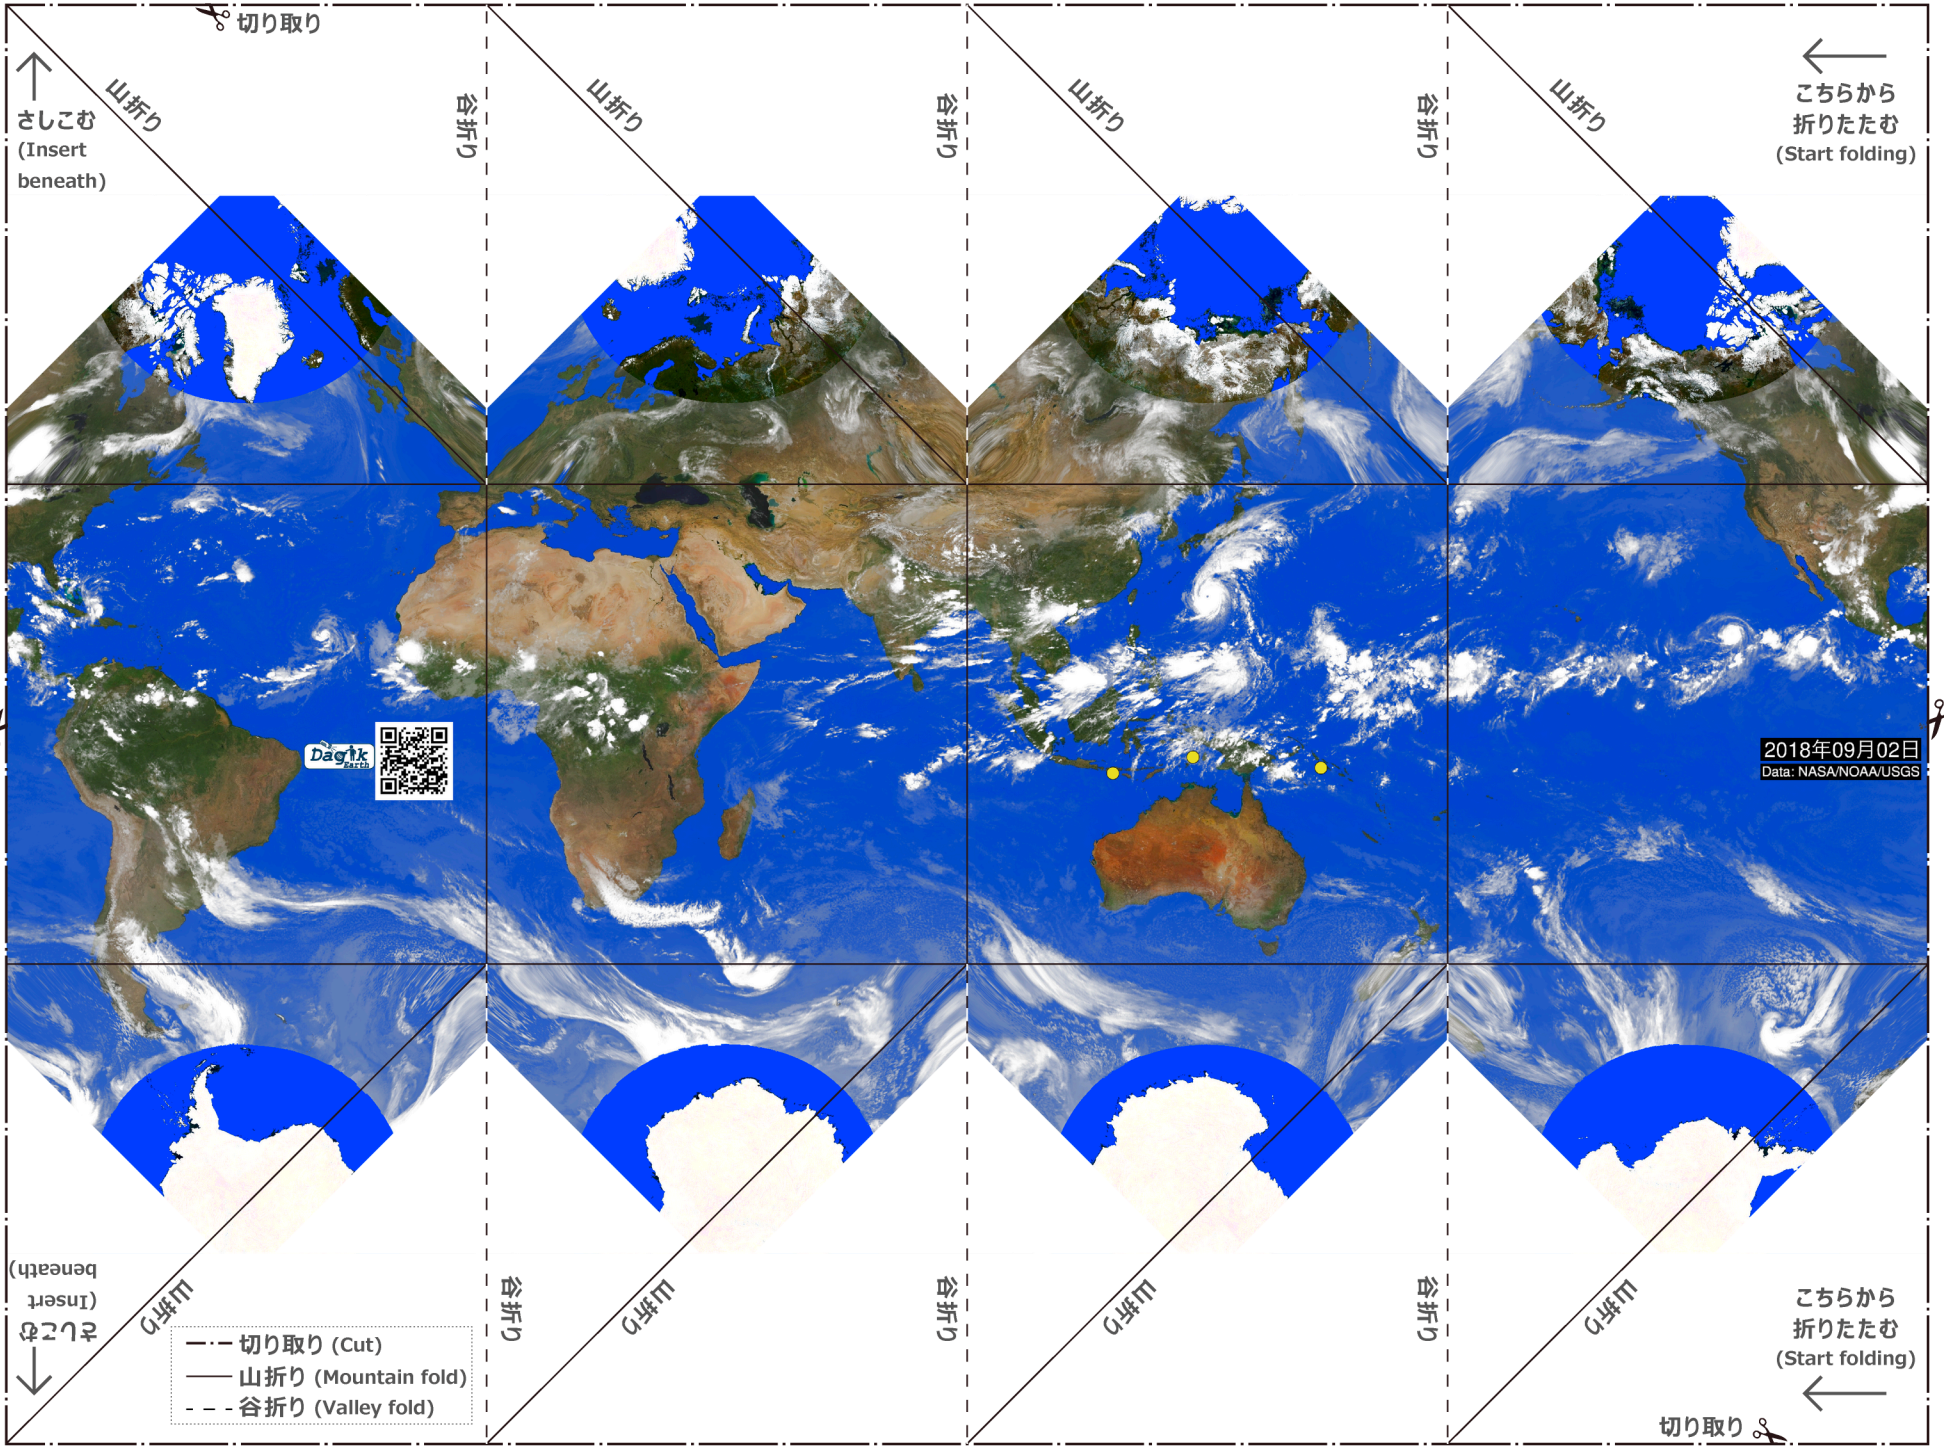 切り取り
山折り
谷折り
山折り
谷折り
山折り
谷折り
山折り
こちらから
折りたたむ
(Start folding)
さしこむ
(Insert
beneath)
Dagik
Earth
2018年09月02日
Data: NASA/NOAA/USGS
さしこむ
(Insert
beneath)
山折り
谷折り
山折り
谷折り
山折り
谷折り
山折り
こちらから
折りたたむ
(Start folding)
切り取り (Cut)
山折り (Mountain fold)
谷折り (Valley fold)
切り取り